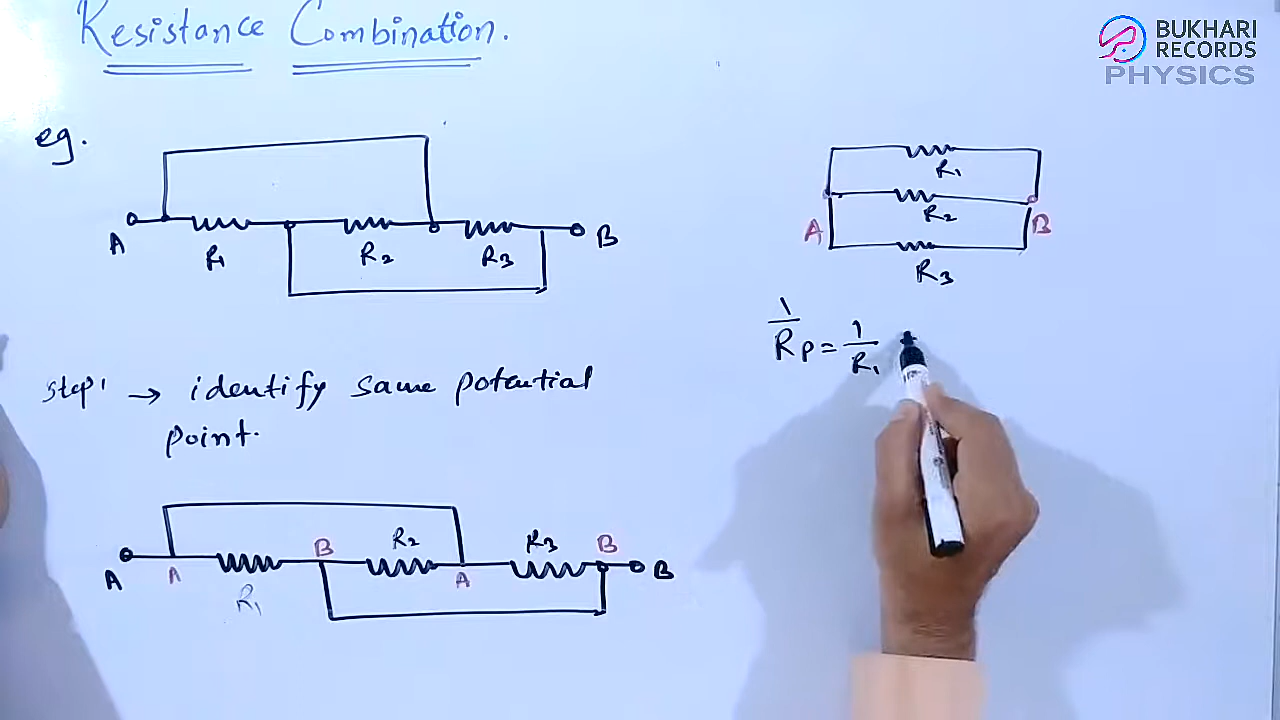 Resistance Combination.
BUKHARI
RECORDS
PHYSICS
eg.
A R1 R2 R3 B
step1 → identify same potential
point.
A A R1 B R2 A R3 B B
R1
A R2 B
R3
1/Rp = 1/R1 +